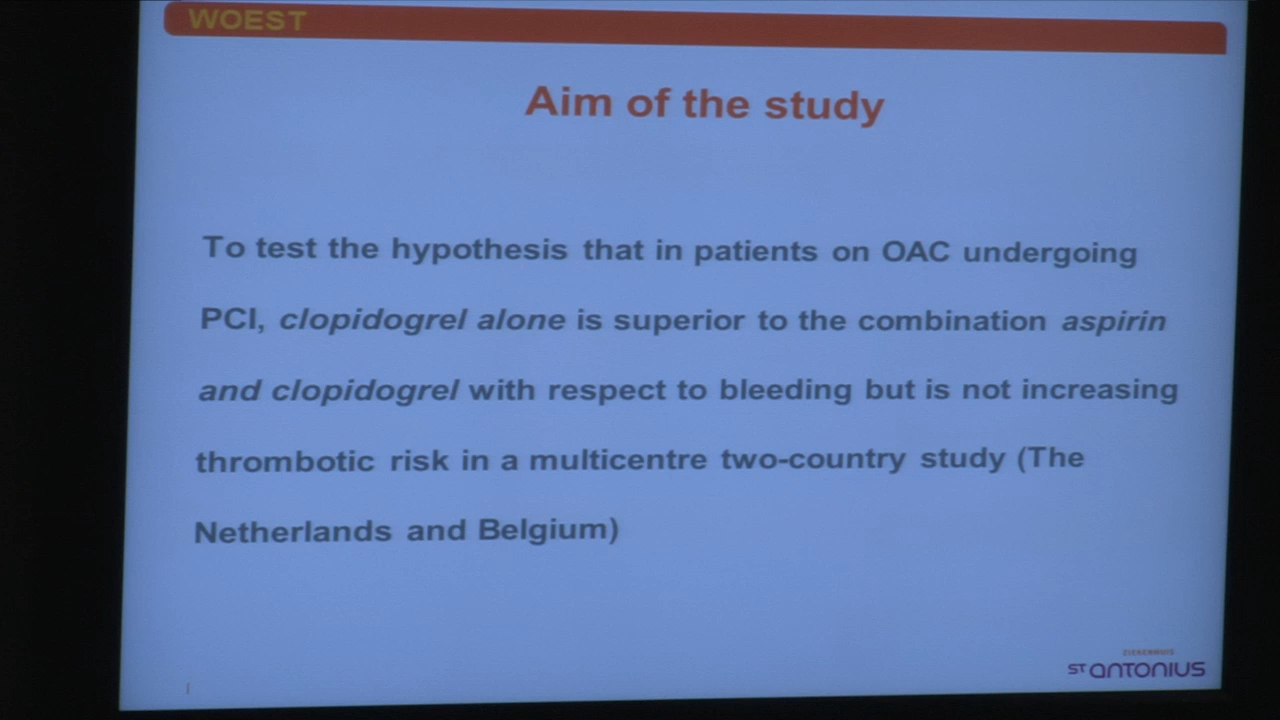 WOEST
Aim of the study
To test the hypothesis that in patients on OAC undergoing
PCI, clopidogrel alone is superior to the combination aspirin
and clopidogrel with respect to bleeding but is not increasing
thrombotic risk in a multicentre two-country study (The
Netherlands and Belgium)
ZIEKENHUIS
ST ANTONIUS